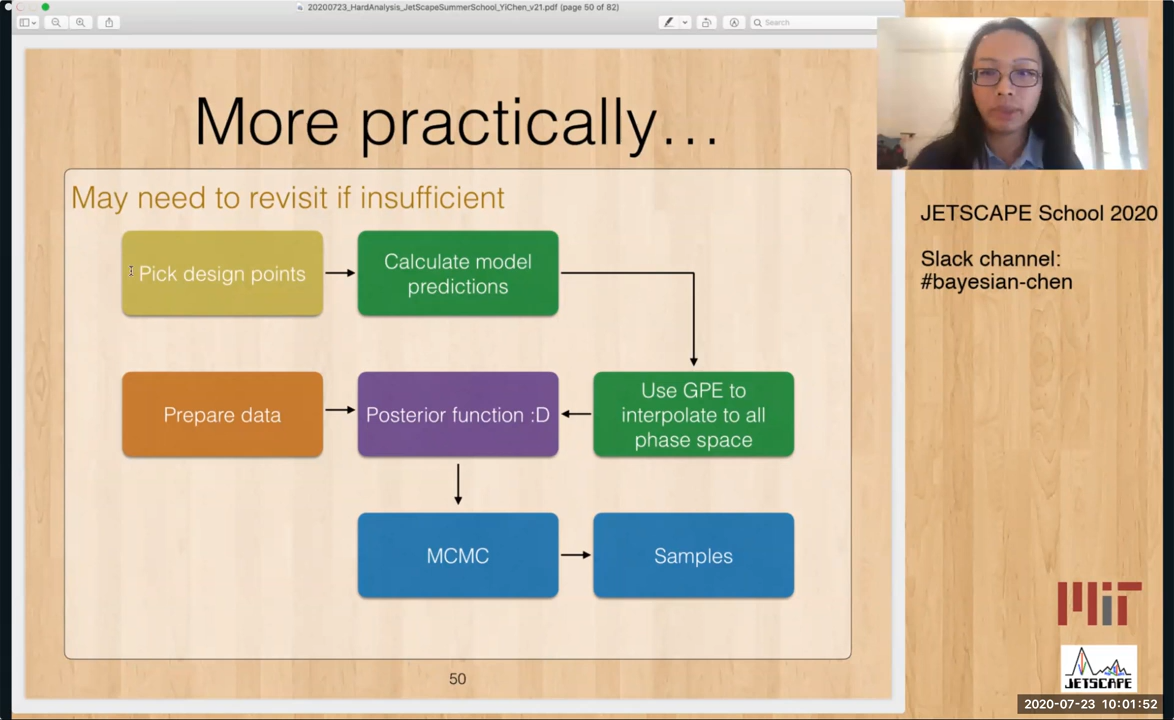 20200723_HardAnalysis_JetScapeSummerSchool_YiChen_v21.pdf (page 50 of 82)
Search
More practically…
May need to revisit if insufficient
Pick design points
Calculate model
predictions
Prepare data
Posterior function :D
Use GPE to
interpolate to all
phase space
MCMC
Samples
50
JETSCAPE School 2020
Slack channel:
#bayesian-chen
MIT
JETSCAPE
2020-07-23 10:01:52